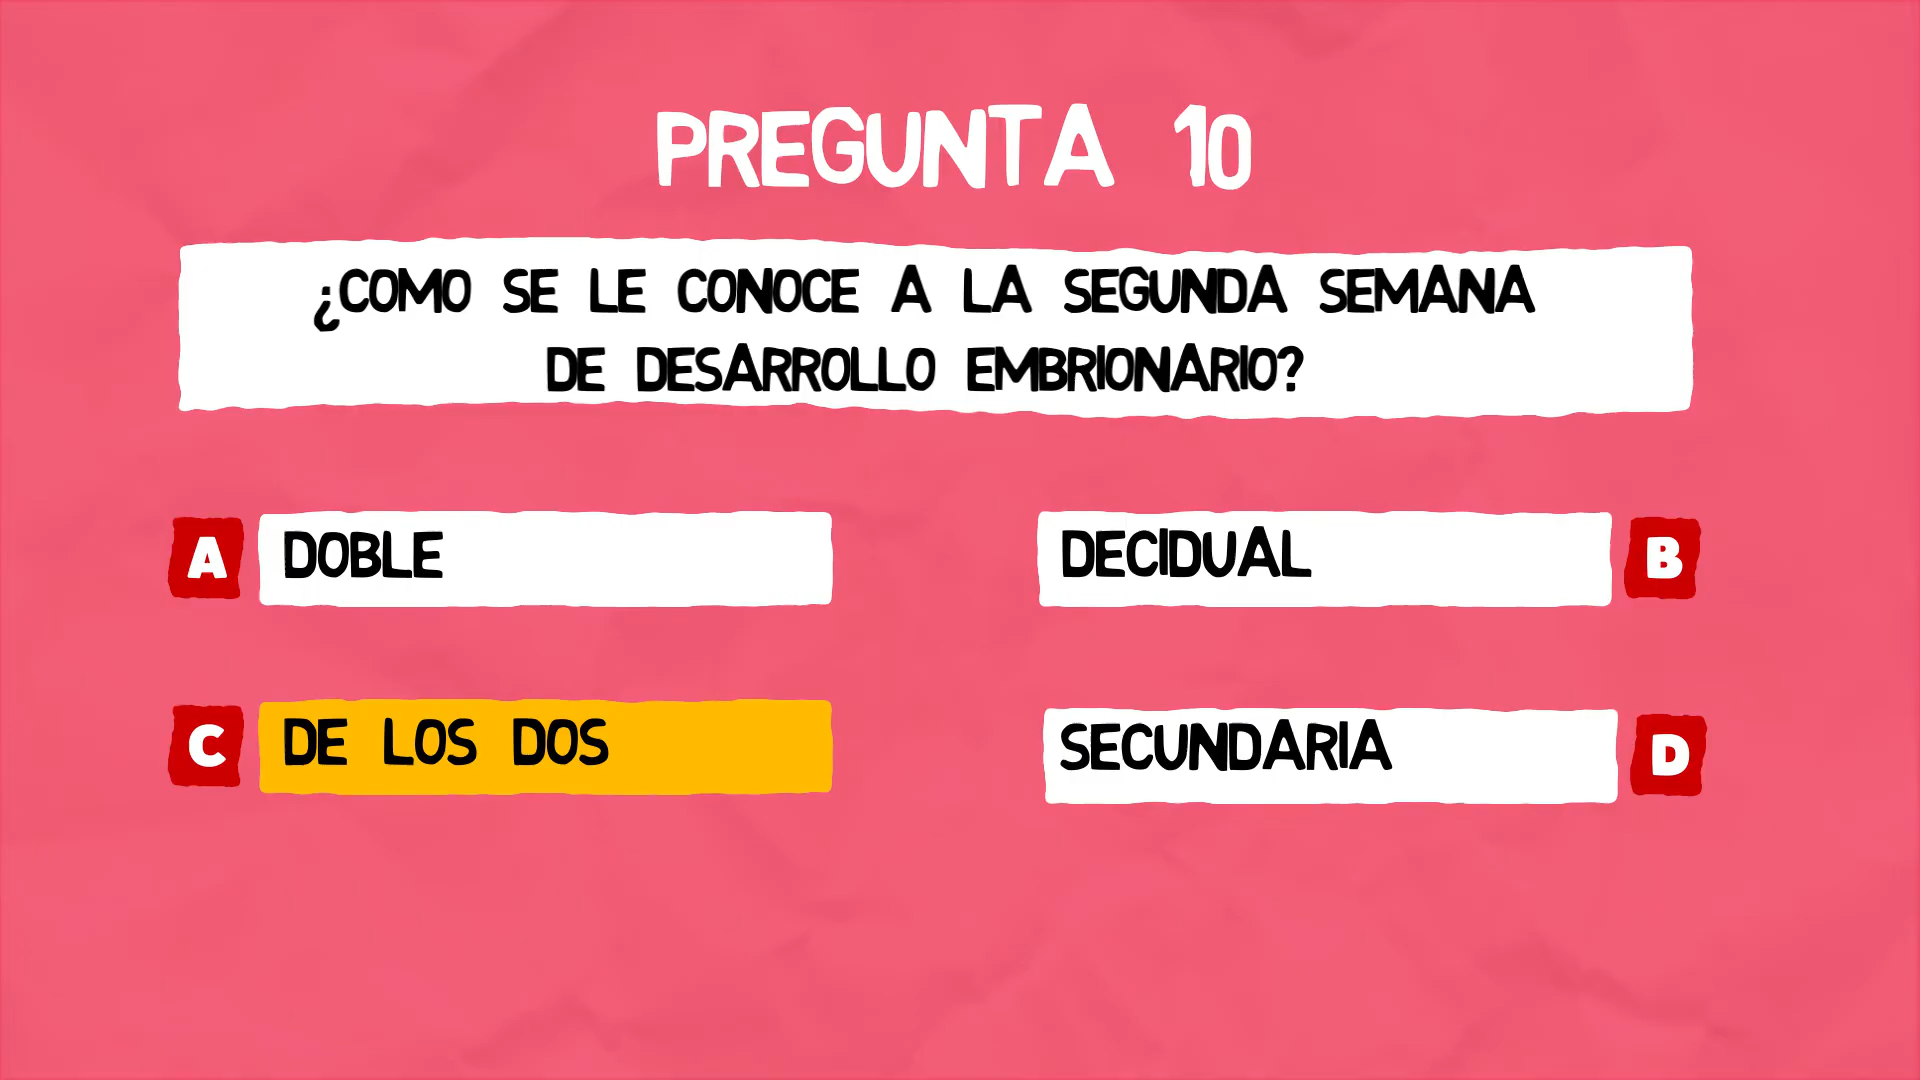 PREGUNTA 10
¿COMO SE LE CONOCE A LA SEGUNDA SEMANA
DE DESARROLLO EMBRIONARIO?
A DOBLE
DECIDUAL B
C DE LOS DOS
SECUNDARIA D